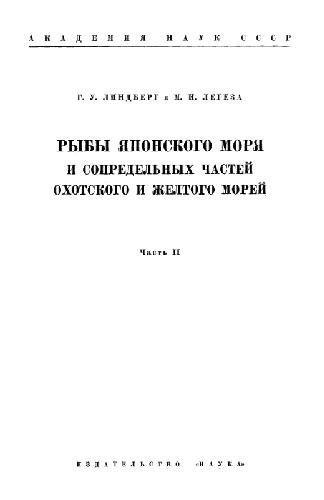 АКАДЕМИЯ НАУК СССР
Г. У. ЛИНДБЕРГ и М. И. ЛЕГЕЗА
РЫБЫ ЯПОНСКОГО МОРЯ
И СОПРЕДЕЛЬНЫХ ЧАСТЕЙ
ОХОТСКОГО И ЖЕЛТОГО МОРЕЙ
Часть II
ИЗДАТЕЛЬСТВО «НАУКА»